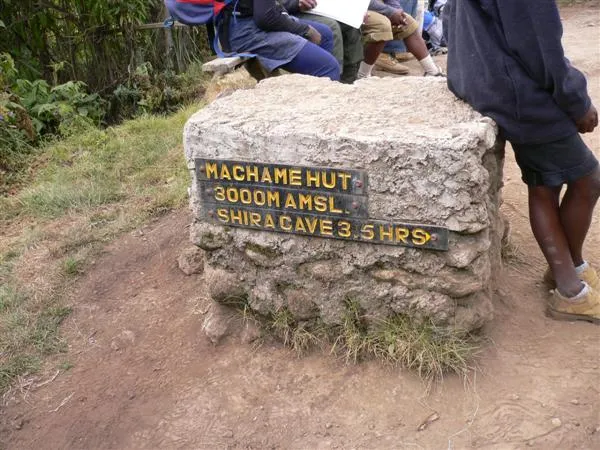 MACHAME HUT
3000M AMSL
SHIRA CAVE 3.5 HRS